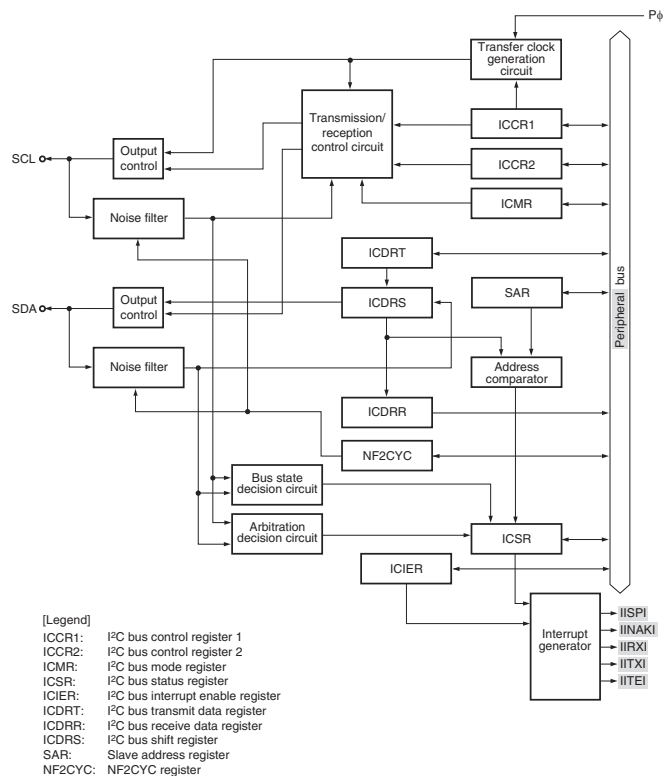 Pϕ
Transfer clock
generation
circuit
Transmission/
reception
control circuit
ICCR1
SCL
Output
control
ICCR2
Noise filter
ICMR
ICDRT
Peripheral bus
SDA
Output
control
ICDRS
SAR
Noise filter
Address
comparator
ICDRR
NF2CYC
Bus state
decision circuit
Arbitration
decision circuit
ICSR
ICIER
Interrupt
generator
IISPI
IINAKI
IIRXI
IITXI
IITEI
[Legend]
ICCR1: I²C bus control register 1
ICCR2: I²C bus control register 2
ICMR: I²C bus mode register
ICSR: I²C bus status register
ICIER: I²C bus interrupt enable register
ICDRT: I²C bus transmit data register
ICDRR: I²C bus receive data register
ICDRS: I²C bus shift register
SAR: Slave address register
NF2CYC: NF2CYC register